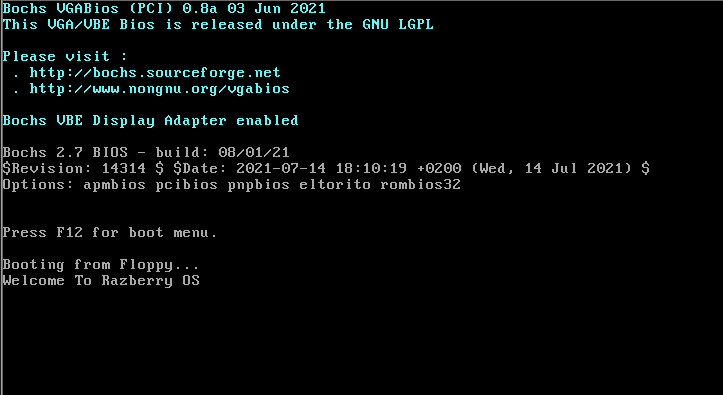 Bochs VGABios (PCI) 0.8a 03 Jun 2021
This VGA/VBE Bios is released under the GNU LGPL
Please visit :
. http://bochs.sourceforge.net
. http://www.nongnu.org/vgabios
Bochs VBE Display Adapter enabled
Bochs 2.7 BIOS - build: 08/01/21
$Revision: 14314 $ $Date: 2021-07-14 18:10:19 +0200 (Wed, 14 Jul 2021) $
Options: apmbios pcibios pnpbios eltorito rombios32
Press F12 for boot menu.
Booting from Floppy...
Welcome To Razberry OS